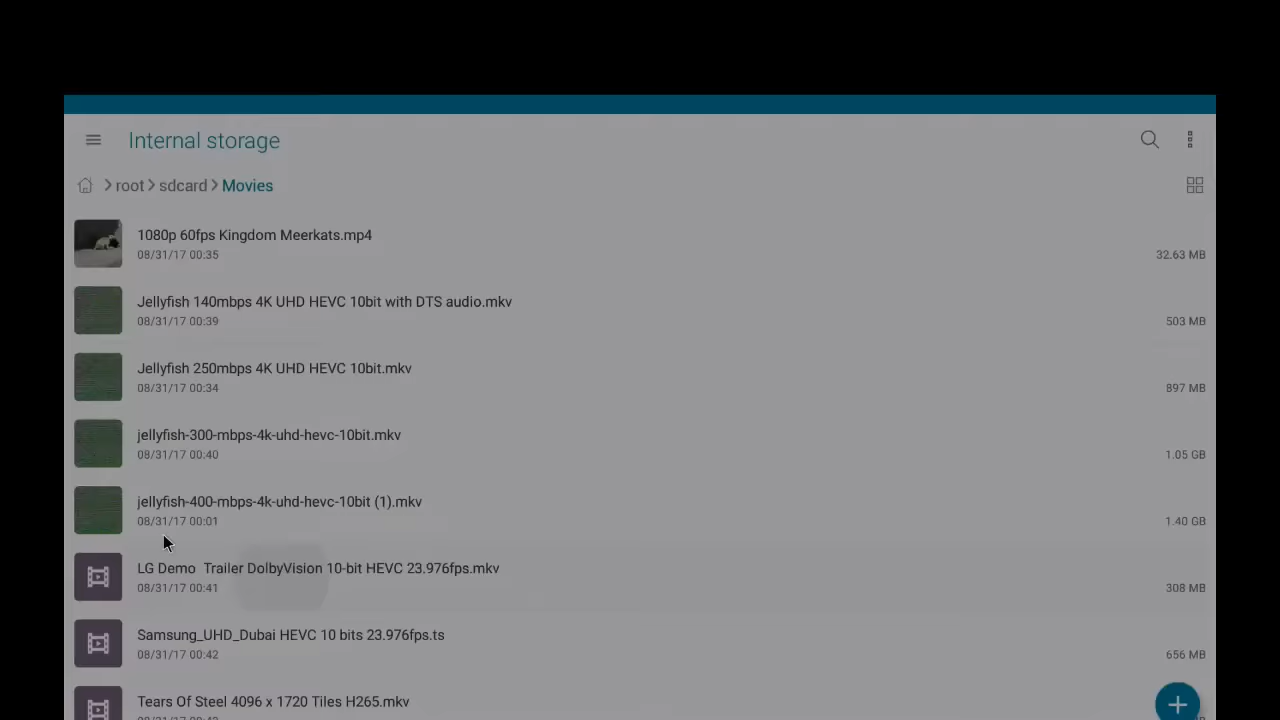 Internal storage
root sdcard Movies
1080p 60fps Kingdom Meerkats.mp4
08/31/17 00:35
32.63 MB
Jellyfish 140mbps 4K UHD HEVC 10bit with DTS audio.mkv
08/31/17 00:39
503 MB
Jellyfish 250mbps 4K UHD HEVC 10bit.mkv
08/31/17 00:34
897 MB
jellyfish-300-mbps-4k-uhd-hevc-10bit.mkv
08/31/17 00:40
1.05 GB
jellyfish-400-mbps-4k-uhd-hevc-10bit (1).mkv
08/31/17 00:01
1.40 GB
LG Demo  Trailer DolbyVision 10-bit HEVC 23.976fps.mkv
08/31/17 00:41
308 MB
Samsung_UHD_Dubai HEVC 10 bits 23.976fps.ts
08/31/17 00:42
656 MB
Tears Of Steel 4096 x 1720 Tiles H265.mkv